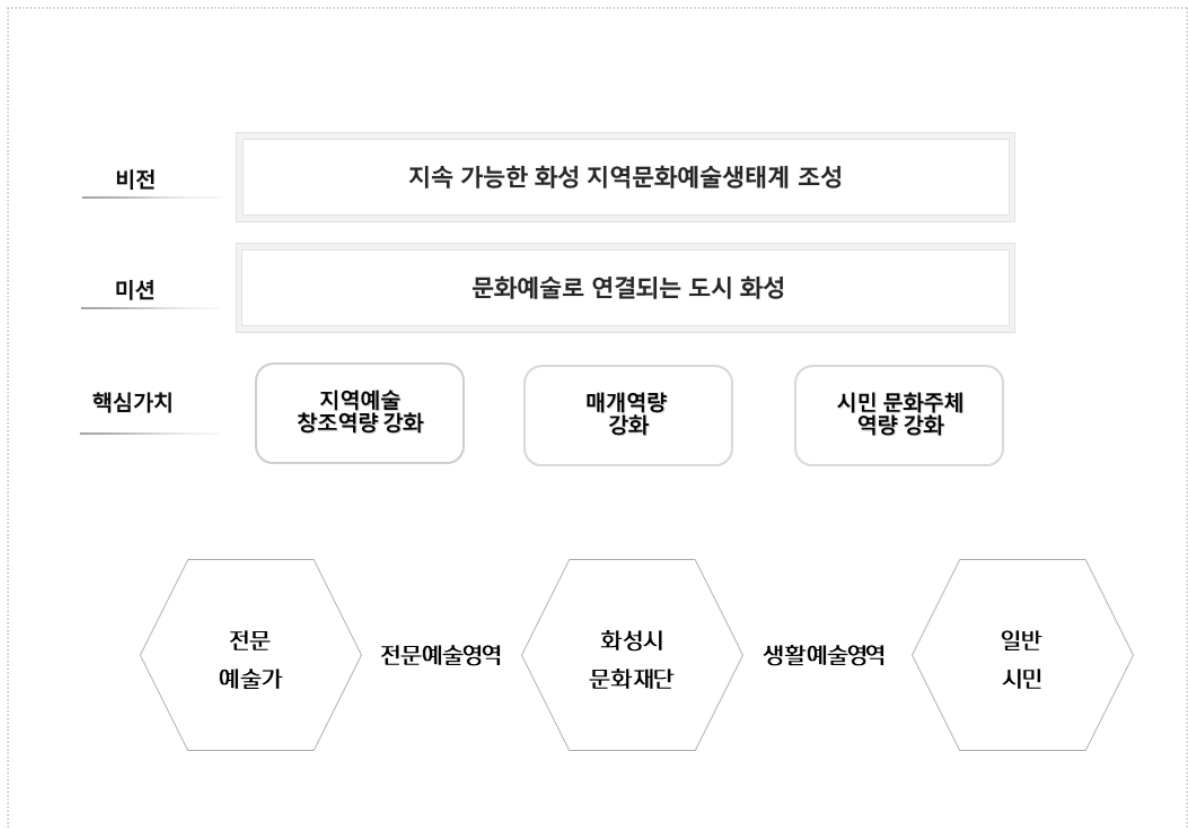 비전
지속 가능한 화성 지역문화예술생태계 조성
미션
문화예술로 연결되는 도시 화성
핵심가치
지역예술
창조역량 강화
매개역량
강화
시민 문화주체
역량 강화
전문
예술가
전문예술영역
화성시
문화재단
생활예술영역
일반
시민